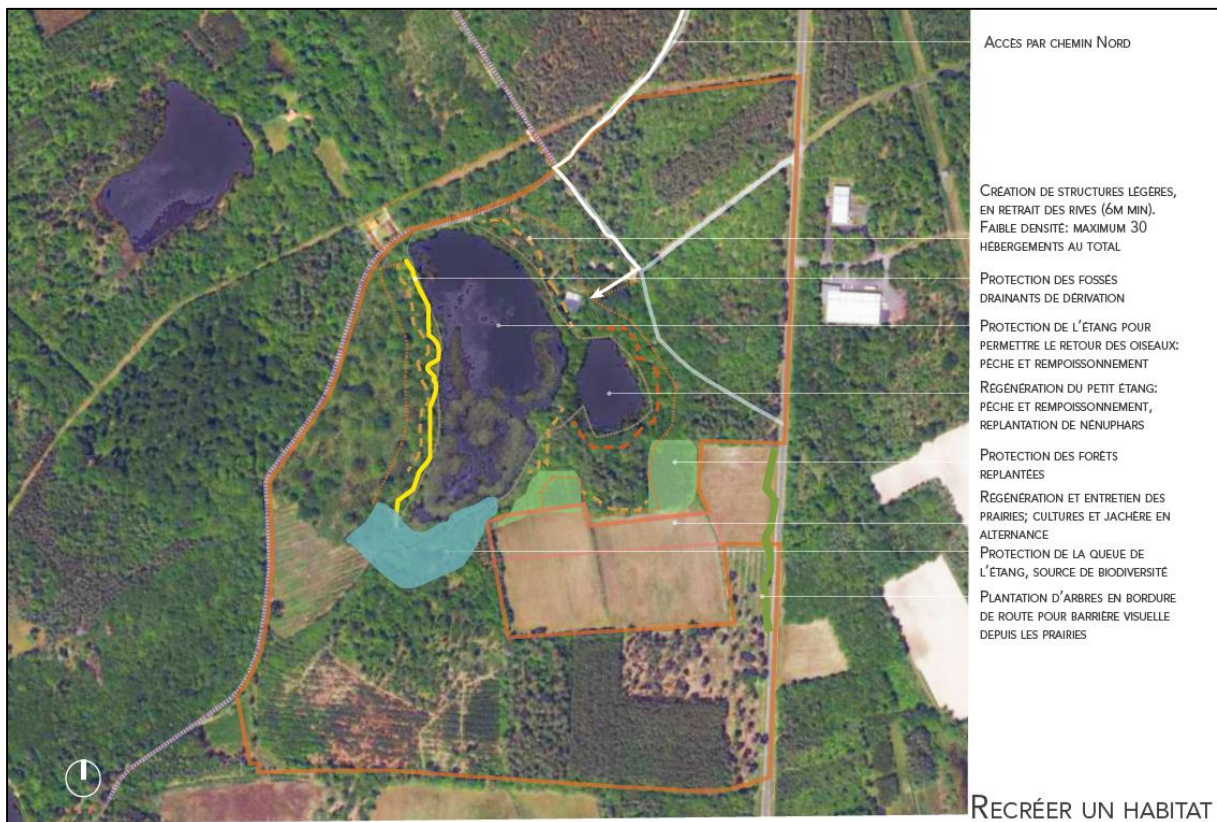 Accès par chemin Nord
Création de structures légères,
en retrait des rives (6m min).
Faible densité: maximum 30
hébergements au total
Protection des fossés
drainants de dérivation
Protection de l'étang pour
permettre le retour des oiseaux:
pêche et rempoissonnement
Régénération du petit étang:
pêche et rempoissonnement,
replantation de nénuphars
Protection des forêts
replantées
Régénération et entretien des
prairies; cultures et jachère en
alternance
Protection de la queue de
l'étang, source de biodiversité
Plantation d'arbres en bordure
de route pour barrière visuelle
depuis les prairies
Recréer un habitat